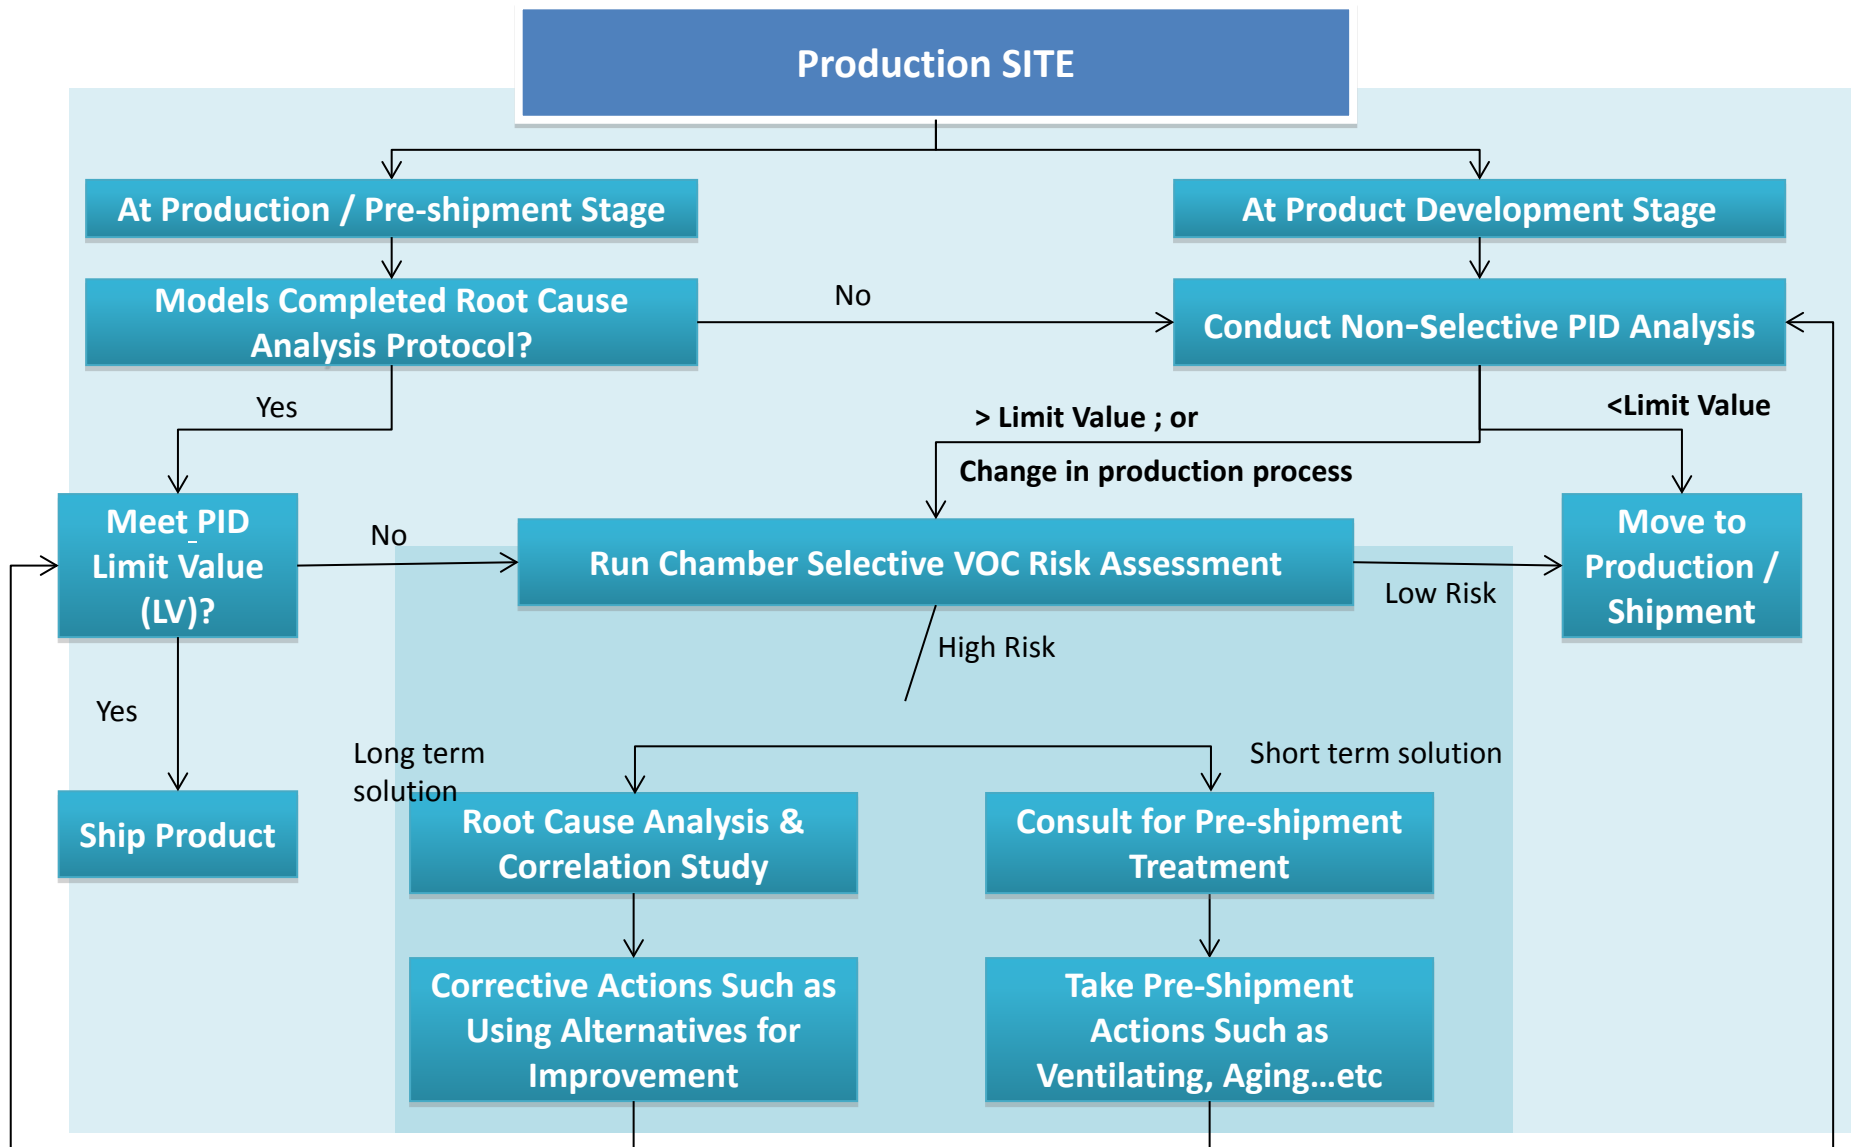 Production SITE
At Production / Pre-shipment Stage
At Product Development Stage
Models Completed Root Cause
Analysis Protocol?
No
Conduct Non-Selective PID Analysis
Yes
> Limit Value ; or
Change in production process
<Limit Value
Meet PID
Limit Value
(LV)?
No
Run Chamber Selective VOC Risk Assessment
Low Risk
Move to
Production /
Shipment
High Risk
Yes
Long term
solution
Short term solution
Ship Product
Root Cause Analysis &
Correlation Study
Consult for Pre-shipment
Treatment
Corrective Actions Such as
Using Alternatives for
Improvement
Take Pre-Shipment
Actions Such as
Ventilating, Aging...etc